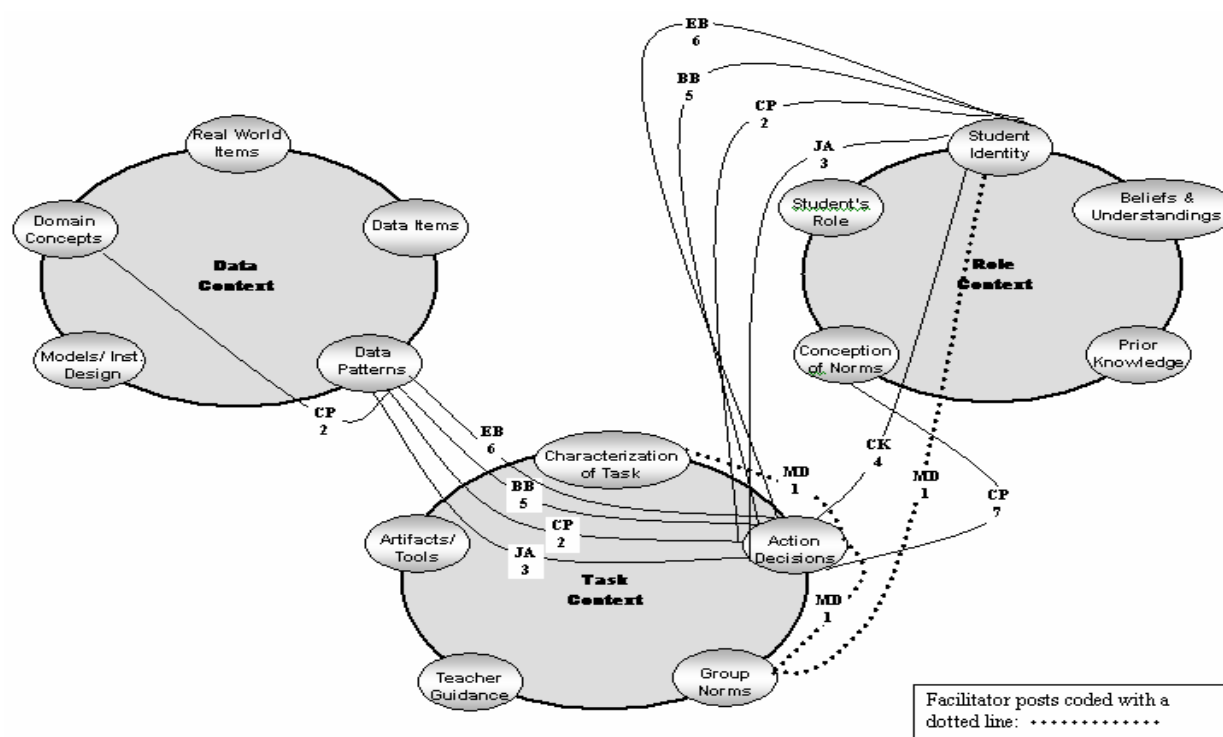 EB
6
BB
5
CP
2
JA
3
Real World
Items
Domain
Concepts
Data Items
Data
Context
Models/ Inst.
Design
Data
Patterns
CP
2
Student
Identity
Student's
Role
Beliefs &
Understandings
Role
Context
Conception
of Norms
Prior
Knowledge
EB
6
BB
5
CP
2
JA
3
Characterization
of Task
MD
1
CK
4
MD
1
CP
7
Artifacts/
Tools
Action
Decisions
Task
Context
MD
1
Teacher
Guidance
Group
Norms
Facilitator posts coded with a
dotted line: